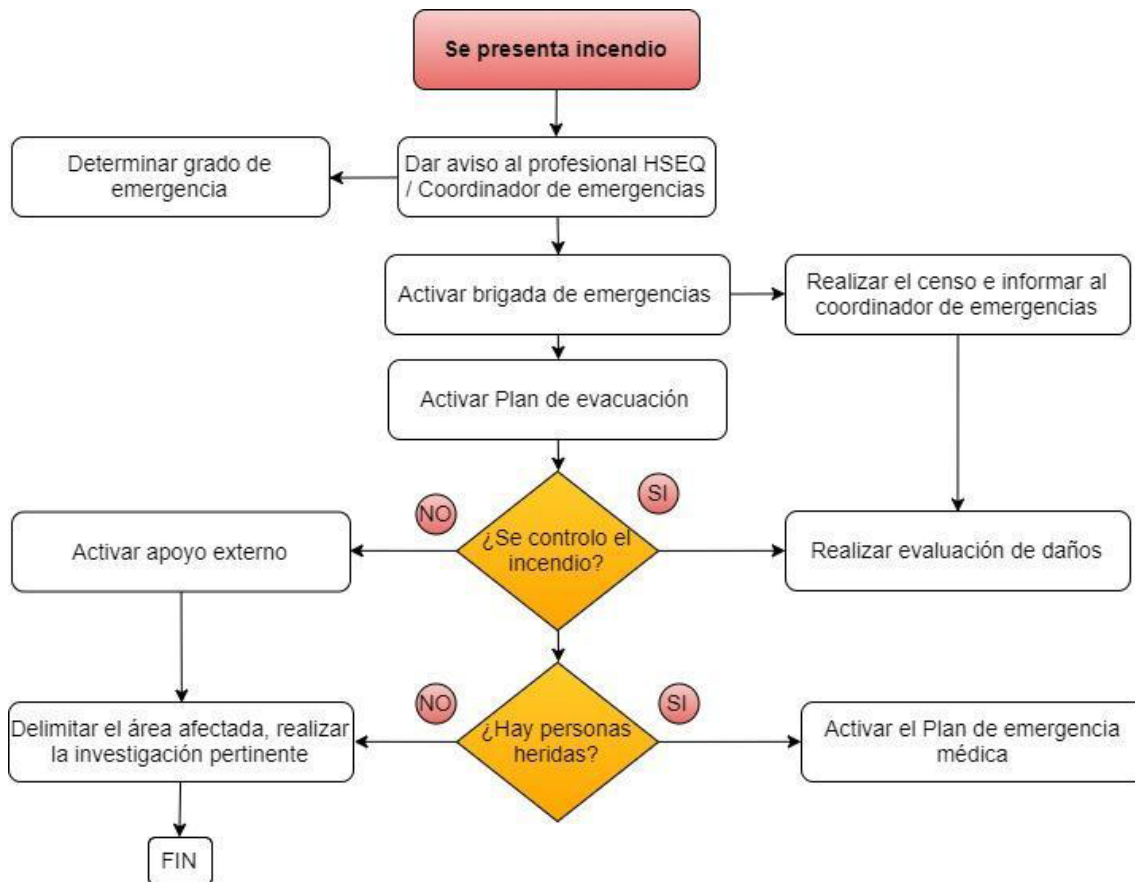 Se presenta incendio
Determinar grado de
emergencia
Dar aviso al profesional HSEQ
/ Coordinador de emergencias
Activar brigada de emergencias
Realizar el censo e informar al
coordinador de emergencias
Activar Plan de evacuación
NO
SI
Activar apoyo externo
¿Se controlo el
incendio?
Realizar evaluación de daños
NO
SI
Delimitar el área afectada, realizar
la investigación pertinente
¿Hay personas
heridas?
Activar el Plan de emergencia
médica
FIN